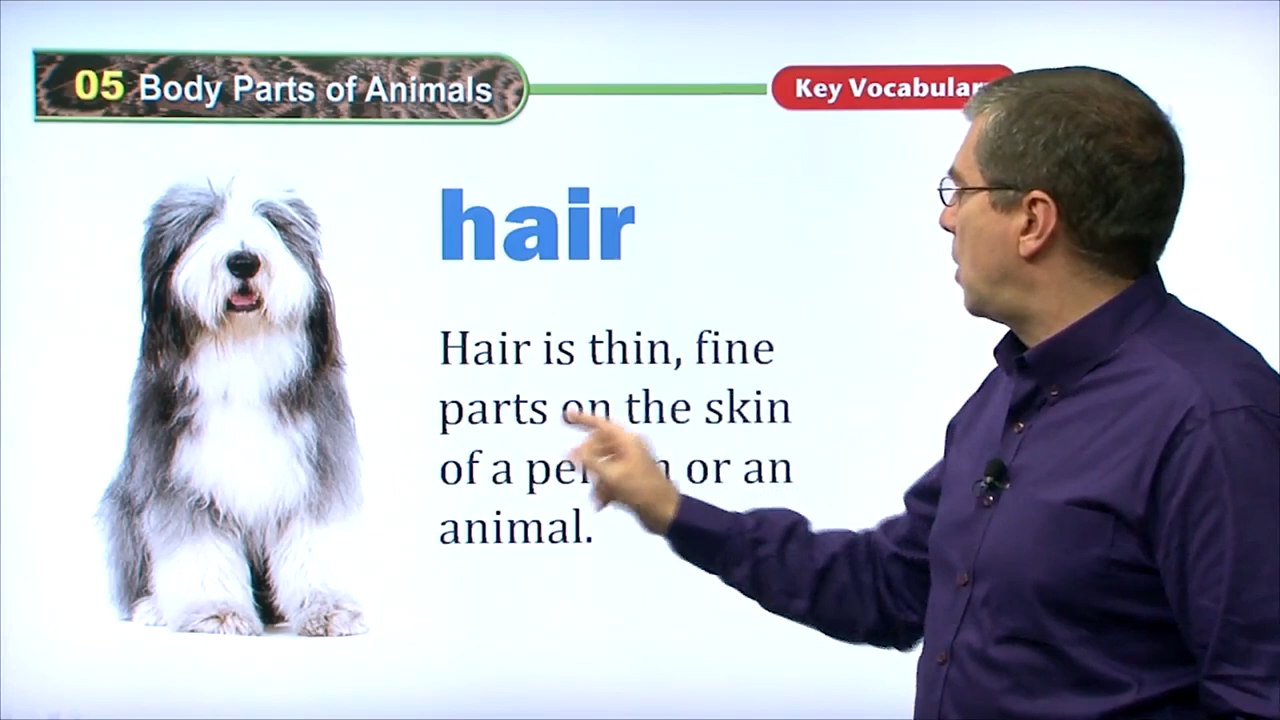 05 Body Parts of Animals
Key Vocabular
hair
Hair is thin, fine
parts on the skin
of a or an
animal.